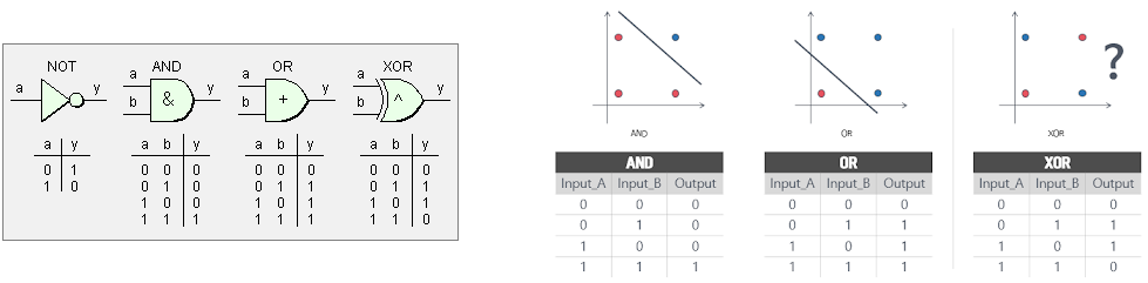 NOT AND OR XOR
a y a b & y a b + y a b ^ y
a y a b y a b y a b y
0 1 0 0 0 0 0 0 0 0 0
1 0 0 1 0 0 1 1 0 1 1
1 0 0 1 0 1 1 0 1
1 1 1 1 1 1 1 1 0
?
AND OR XOR
AND
Input_A Input_B Output
0 0 0
0 1 0
1 0 0
1 1 1
OR
Input_A Input_B Output
0 0 0
0 1 1
1 0 1
1 1 1
XOR
Input_A Input_B Output
0 0 0
0 1 1
1 0 1
1 1 0